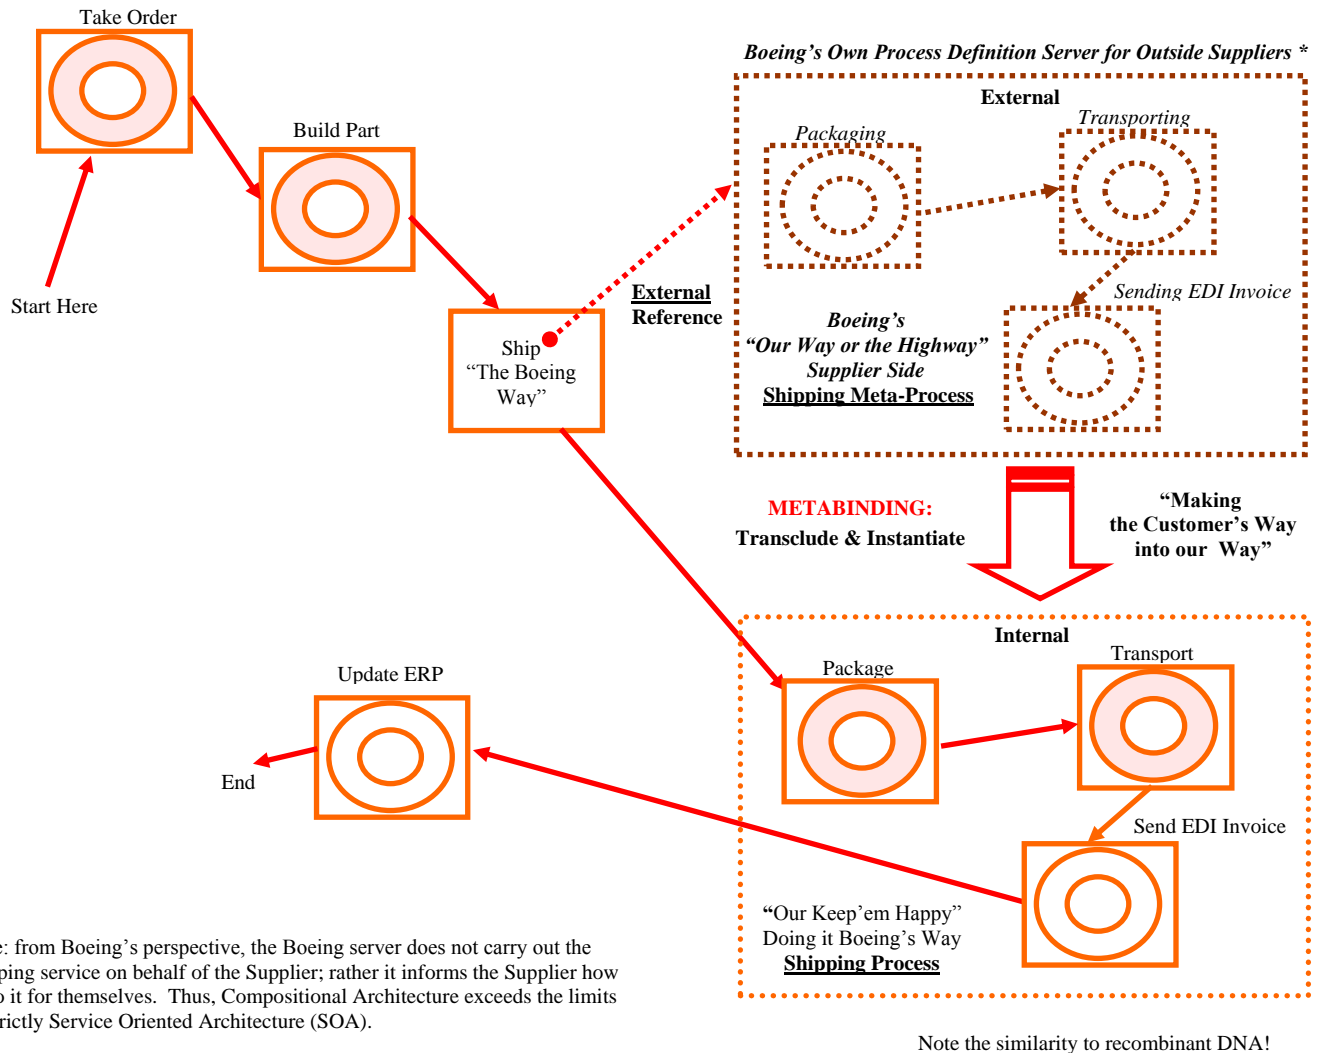 Take Order
Boeing's Own Process Definition Server for Outside Suppliers *
External
Build Part
Packaging
Transporting
Start Here
External
Reference
Sending EDI Invoice
Ship
“The Boeing
Way”
Boeing’s
“Our Way or the Highway”
Supplier Side
Shipping Meta-Process
METABINDING:
Transclude & Instantiate
“Making
the Customer’s Way
into our Way”
Internal
Update ERP
Package
Transport
End
Send EDI Invoice
“Our Keep’em Happy”
Doing it Boeing’s Way
Shipping Process
e: from Boeing’s perspective, the Boeing server does not carry out the
pping service on behalf of the Supplier; rather it informs the Supplier how
o it for themselves. Thus, Compositional Architecture exceeds the limits
trictly Service Oriented Architecture (SOA).
Note the similarity to recombinant DNA!